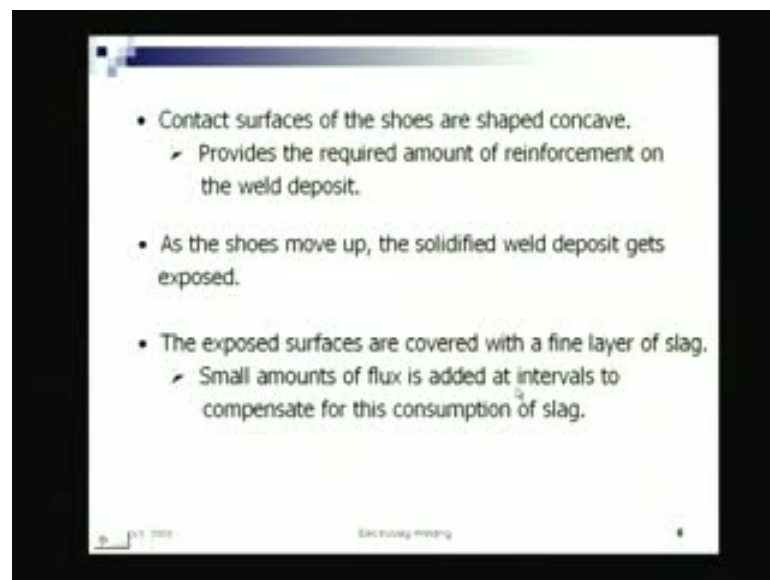 • Contact surfaces of the shoes are shaped concave.
➢ Provides the required amount of reinforcement on
the weld deposit.
• As the shoes move up, the solidified weld deposit gets
exposed.
• The exposed surfaces are covered with a fine layer of slag.
➢ Small amounts of flux is added at intervals to
compensate for this consumption of slag.
Electroslag Welding